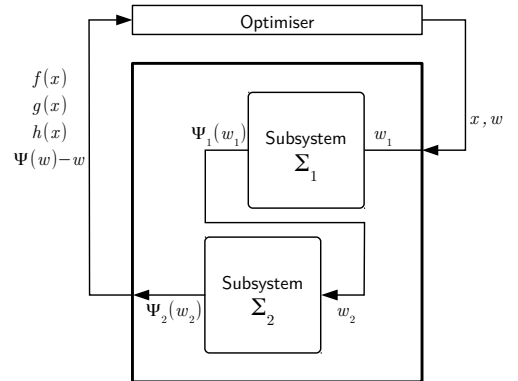 Optimiser
f(x)
g(x)
h(x)
Ψ(w)−w
x, w
Ψ₁(w₁)
Subsystem
Σ₁
w₁
Subsystem
Σ₂
Ψ₂(w₂)
w₂